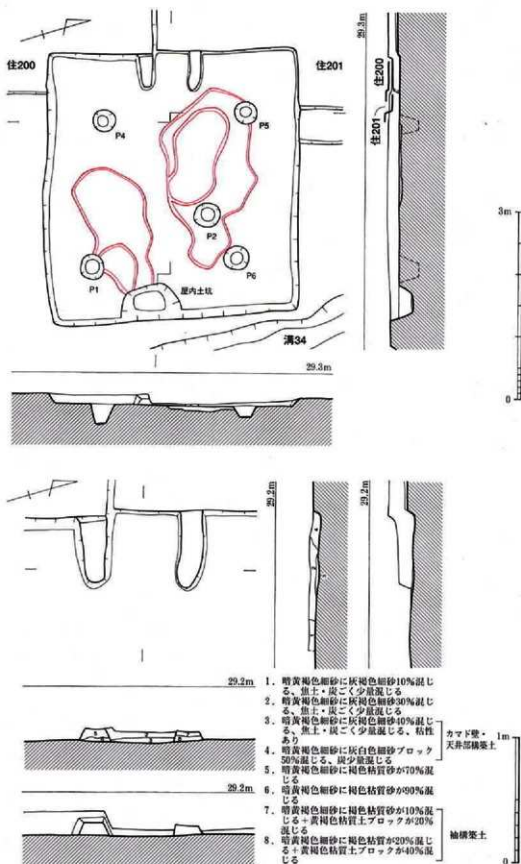 住200
住201
P4
P5
P2
P1
P6
屋内土坑
溝34
29.3m
住200
住201
3m
0
29.3m
29.2m
29.2m
29.2m
29.2m
1. 暗黄褐色細砂に灰褐色細砂10%混じ
る、焦土・炭ごく少量混じる
2. 暗黄褐色細砂に灰褐色細砂30%混じ
る、焦土・炭ごく少量混じる
3. 暗黄褐色細砂に灰褐色細砂40%混じ
る、焦土・炭ごく少量混じる、粘性
あり
4. 暗黄褐色細砂に灰白色細砂ブロック
50%混じる、炭少量混じる
5. 暗黄褐色細砂に褐色粘質砂が70%混
じる
6. 暗黄褐色細砂に褐色粘質砂が90%混
じる
7. 暗黄褐色細砂に褐色粘質砂が10%混
じる+黄褐色粘質土ブロックが20%
混じる
8. 暗黄褐色細砂に褐色粘質が20%混じ
る+黄褐色粘質土ブロックが40%混
じる
カマド壁・
天井部構築土
袖構築土
1m
0